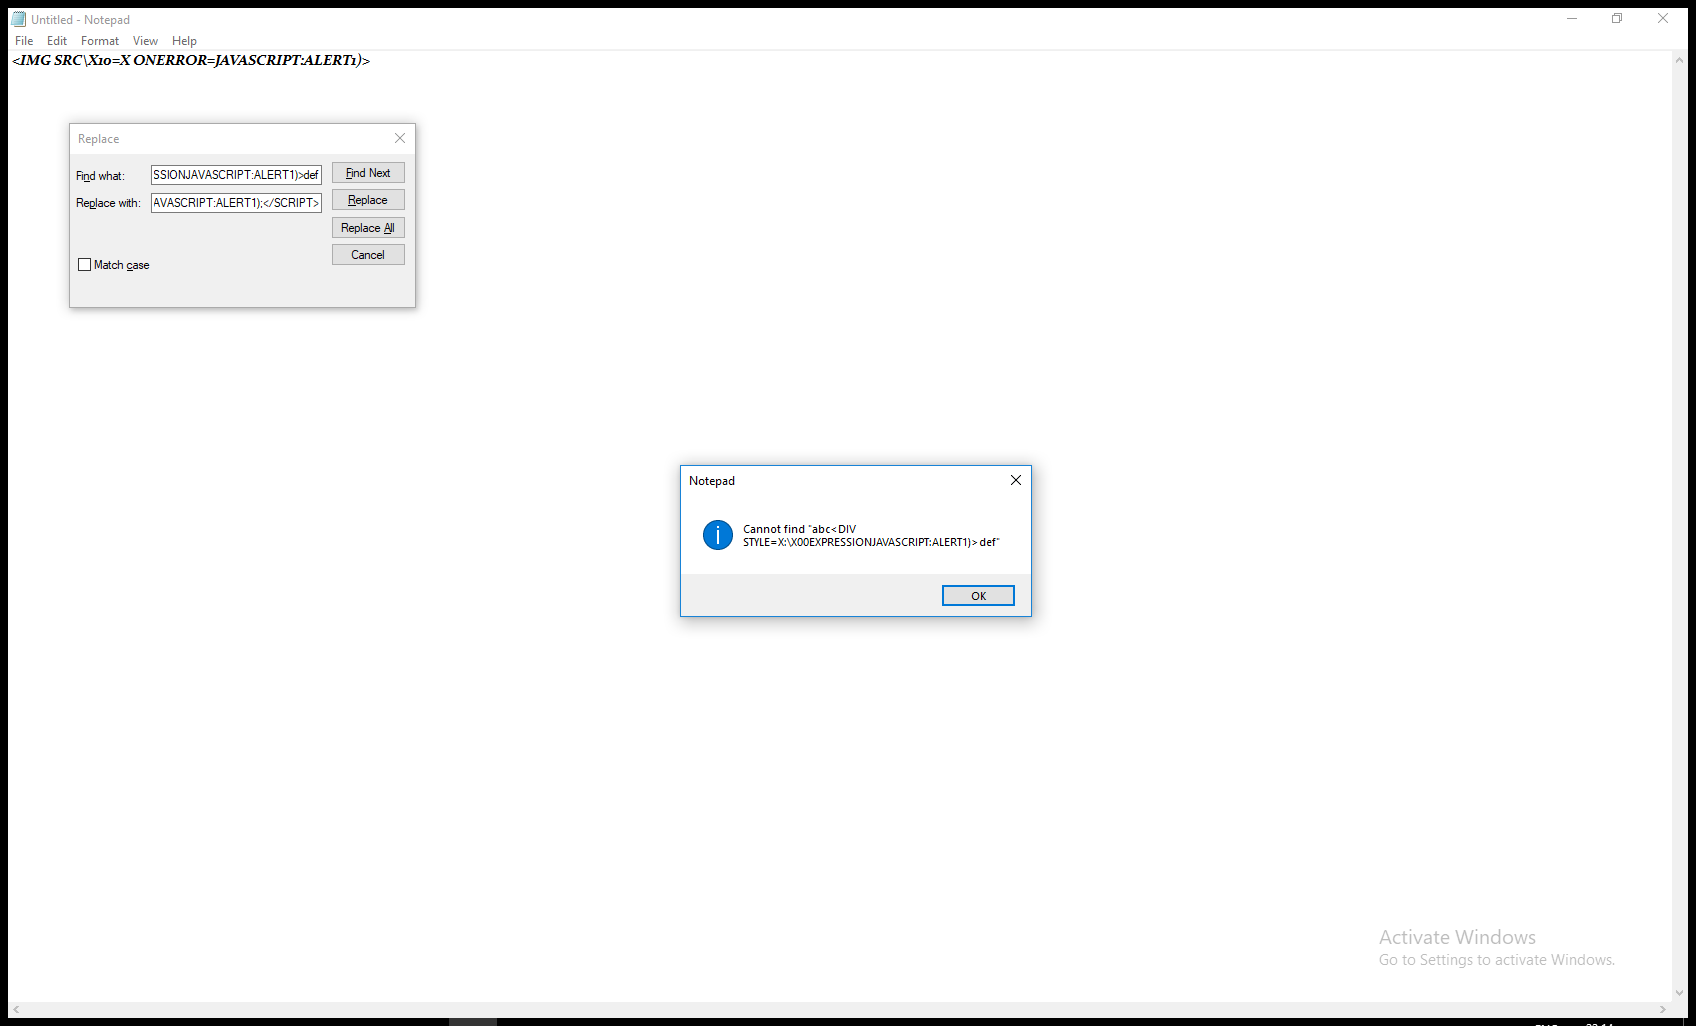 Untitled - Notepad
File Edit Format View Help
<IMG SRC\X10=X ONERROR=JAVASCRIPT:ALERT1)>
Replace
Find what: SSIONJAVASCRIPT:ALERT1)>def Find Next
Replace with: AVASCRIPT:ALERT1);</SCRIPT> Replace
Replace All
Cancel
Match case
Notepad
Cannot find "abc<DIV
STYLE=X:\X00EXPRESSIONJAVASCRIPT:ALERT1)>def"
OK
Activate Windows
Go to Settings to activate Windows.